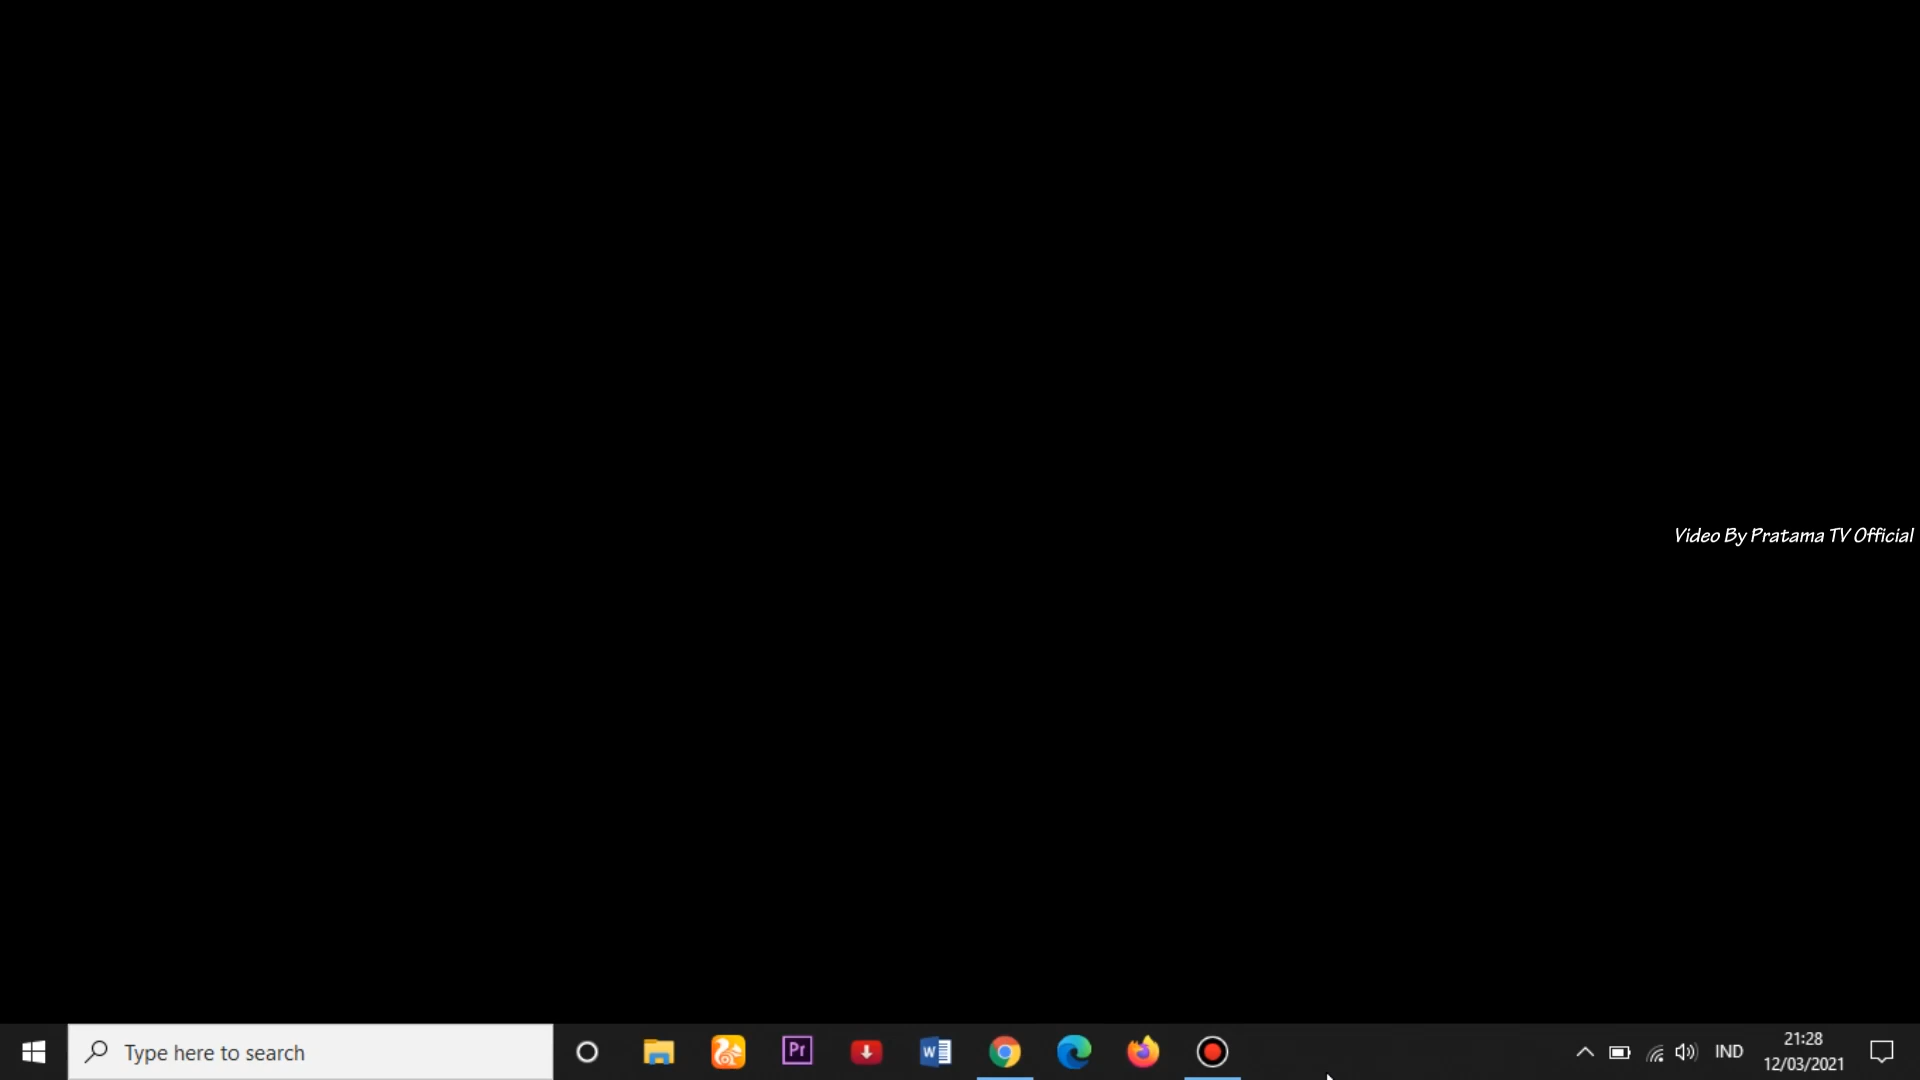 Video By Pratama TV Official
Type here to search
Pr
W
IND
21:28
12/03/2021